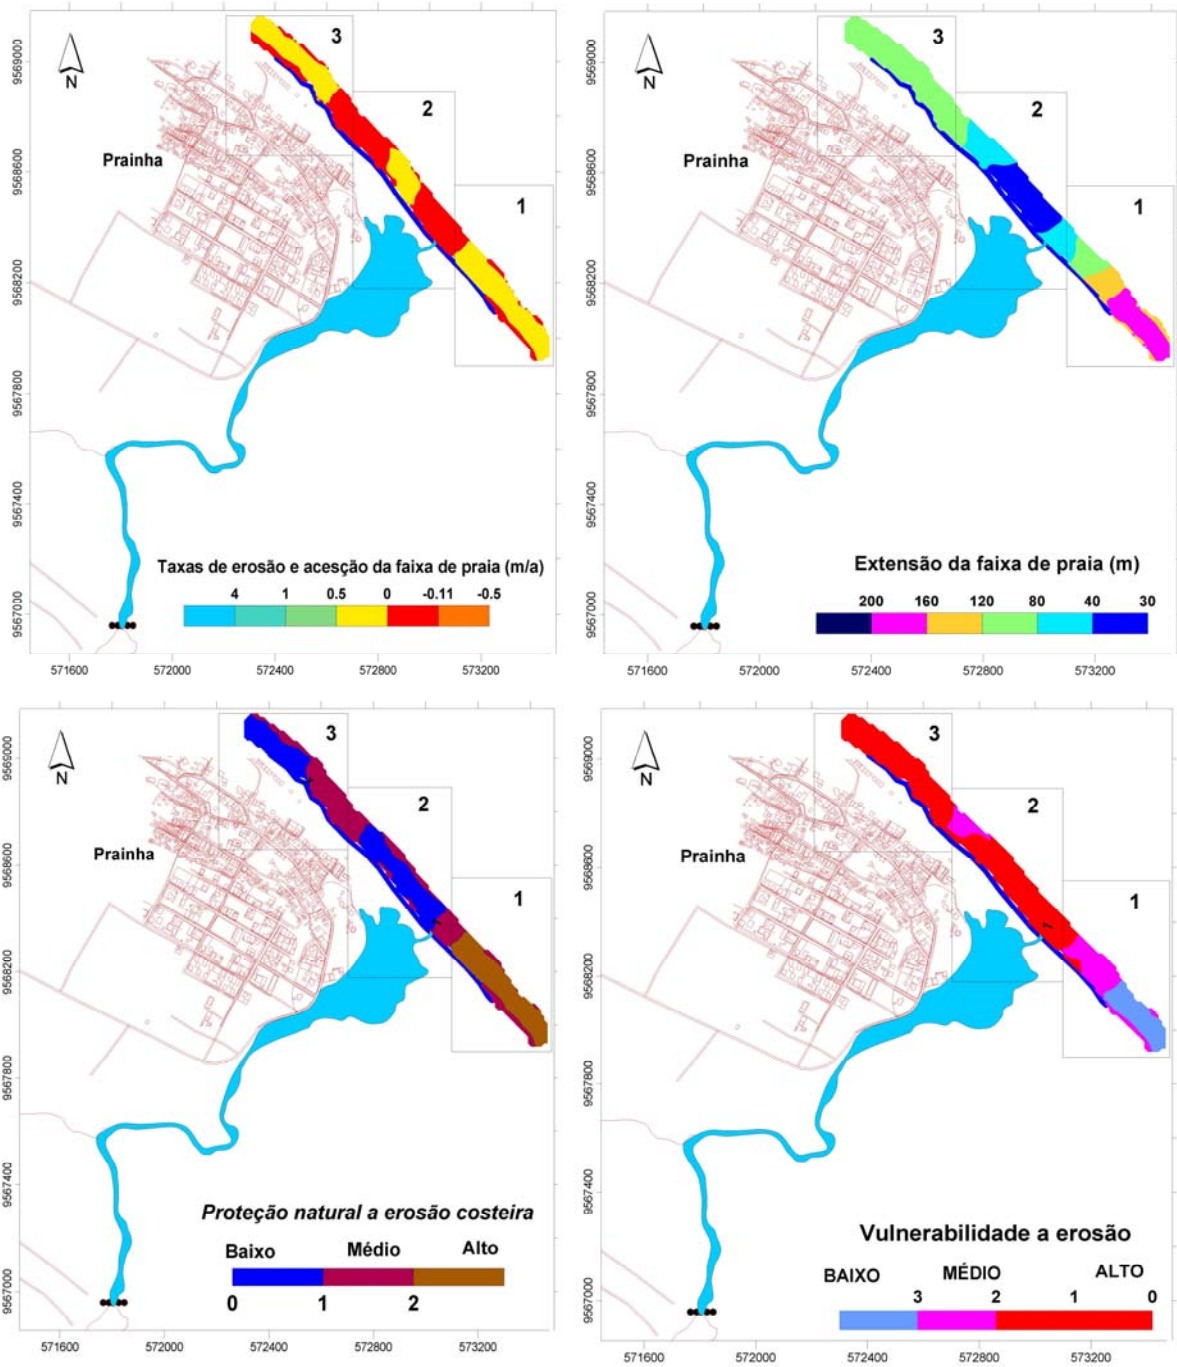 3
2
1
N
Prainha
9569000
9568600
9568200
9567800
9567400
9567000
Taxas de erosão e acesção da faixa de praia (m/a)
4 1 0.5 0 -0.11 -0.5
571600 572000 572400 572800 573200
3
2
1
N
Prainha
9569000
9568600
9568200
9567800
9567400
9567000
Extensão da faixa de praia (m)
200 160 120 80 40 30
571600 572000 572400 572800 573200
3
2
1
N
Prainha
9569000
9568600
9568200
9567800
9567400
9567000
Proteção natural a erosão costeira
Baixo Médio Alto
0 1 2
571600 572000 572400 572800 573200
3
2
1
N
Prainha
9569000
9568600
9568200
9567800
9567400
9567000
Vulnerabilidade a erosão
BAIXO MÉDIO ALTO
3 2 1 0
571600 572000 572400 572800 573200